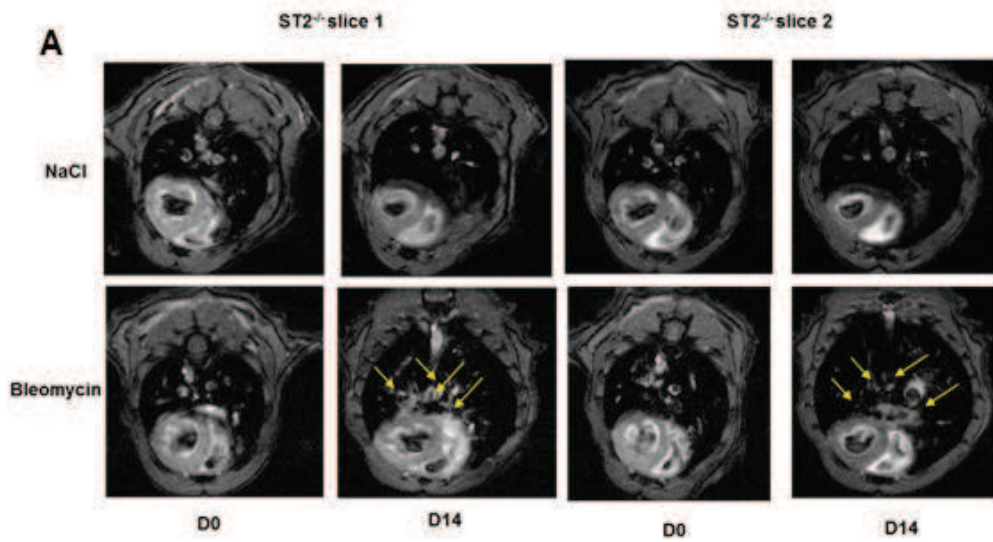 ST2-/- slice 1
ST2-/- slice 2
A
NaCl
Bleomycin
D0
D14
D0
D14